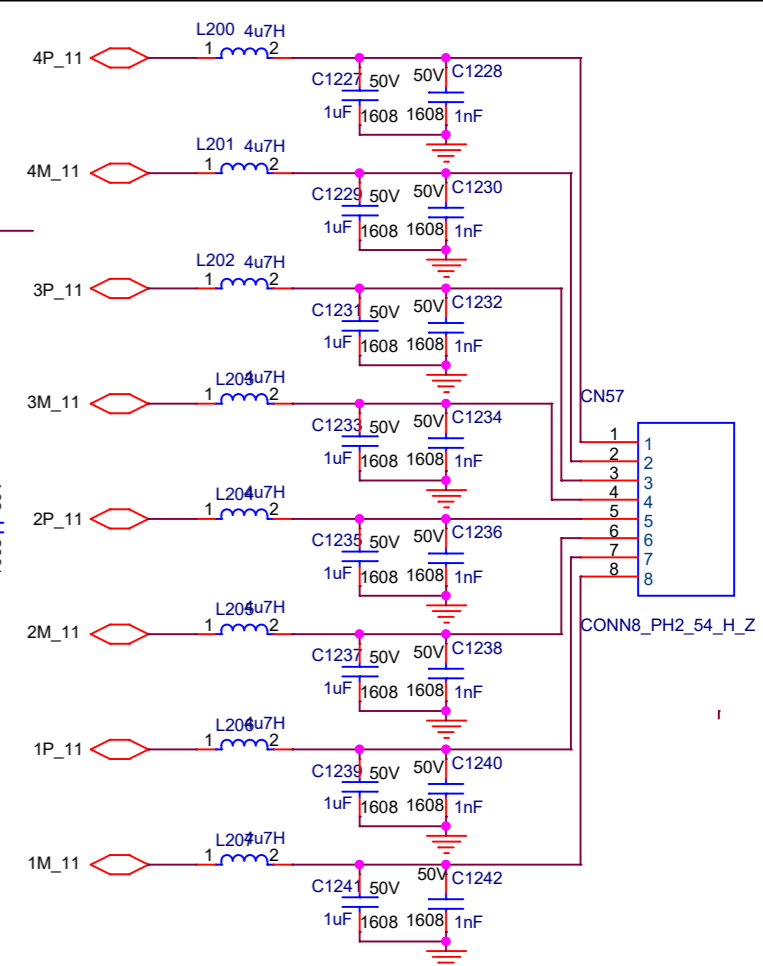 L200 4u7H
4P_11 1 2
C1227 50V 50V C1228
1uF 1608 1608 1nF
L201 4u7H
4M_11 1 2
C1229 50V 50V C1230
1uF 1608 1608 1nF
L202 4u7H
3P_11 1 2
C1231 50V 50V C1232
1uF 1608 1608 1nF
L203 4u7H
3M_11 1 2
CN57
C1233 50V 50V C1234
1uF 1608 1608 1nF
1 1
2 2
3 3
4 4
5 5
6 6
7 7
8 8
CONN8_PH2_54_H_Z
L204 4u7H
2P_11 1 2
C1235 50V 50V C1236
1uF 1608 1608 1nF
L205 4u7H
2M_11 1 2
C1237 50V 50V C1238
1uF 1608 1608 1nF
L206 4u7H
1P_11 1 2
C1239 50V 50V C1240
1uF 1608 1608 1nF
L207 4u7H
1M_11 1 2
C1241 50V 50V C1242
1uF 1608 1608 1nF